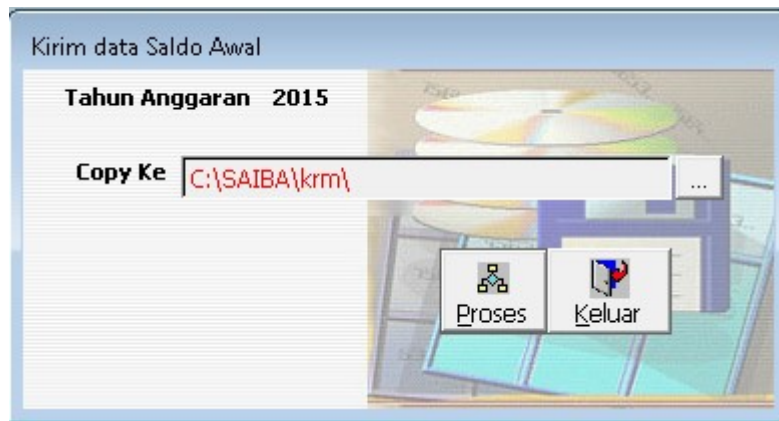 Kirim data Saldo Awal
Tahun Anggaran 2015
Copy Ke C:\SAIBA\krm\ ...
Proses Keluar